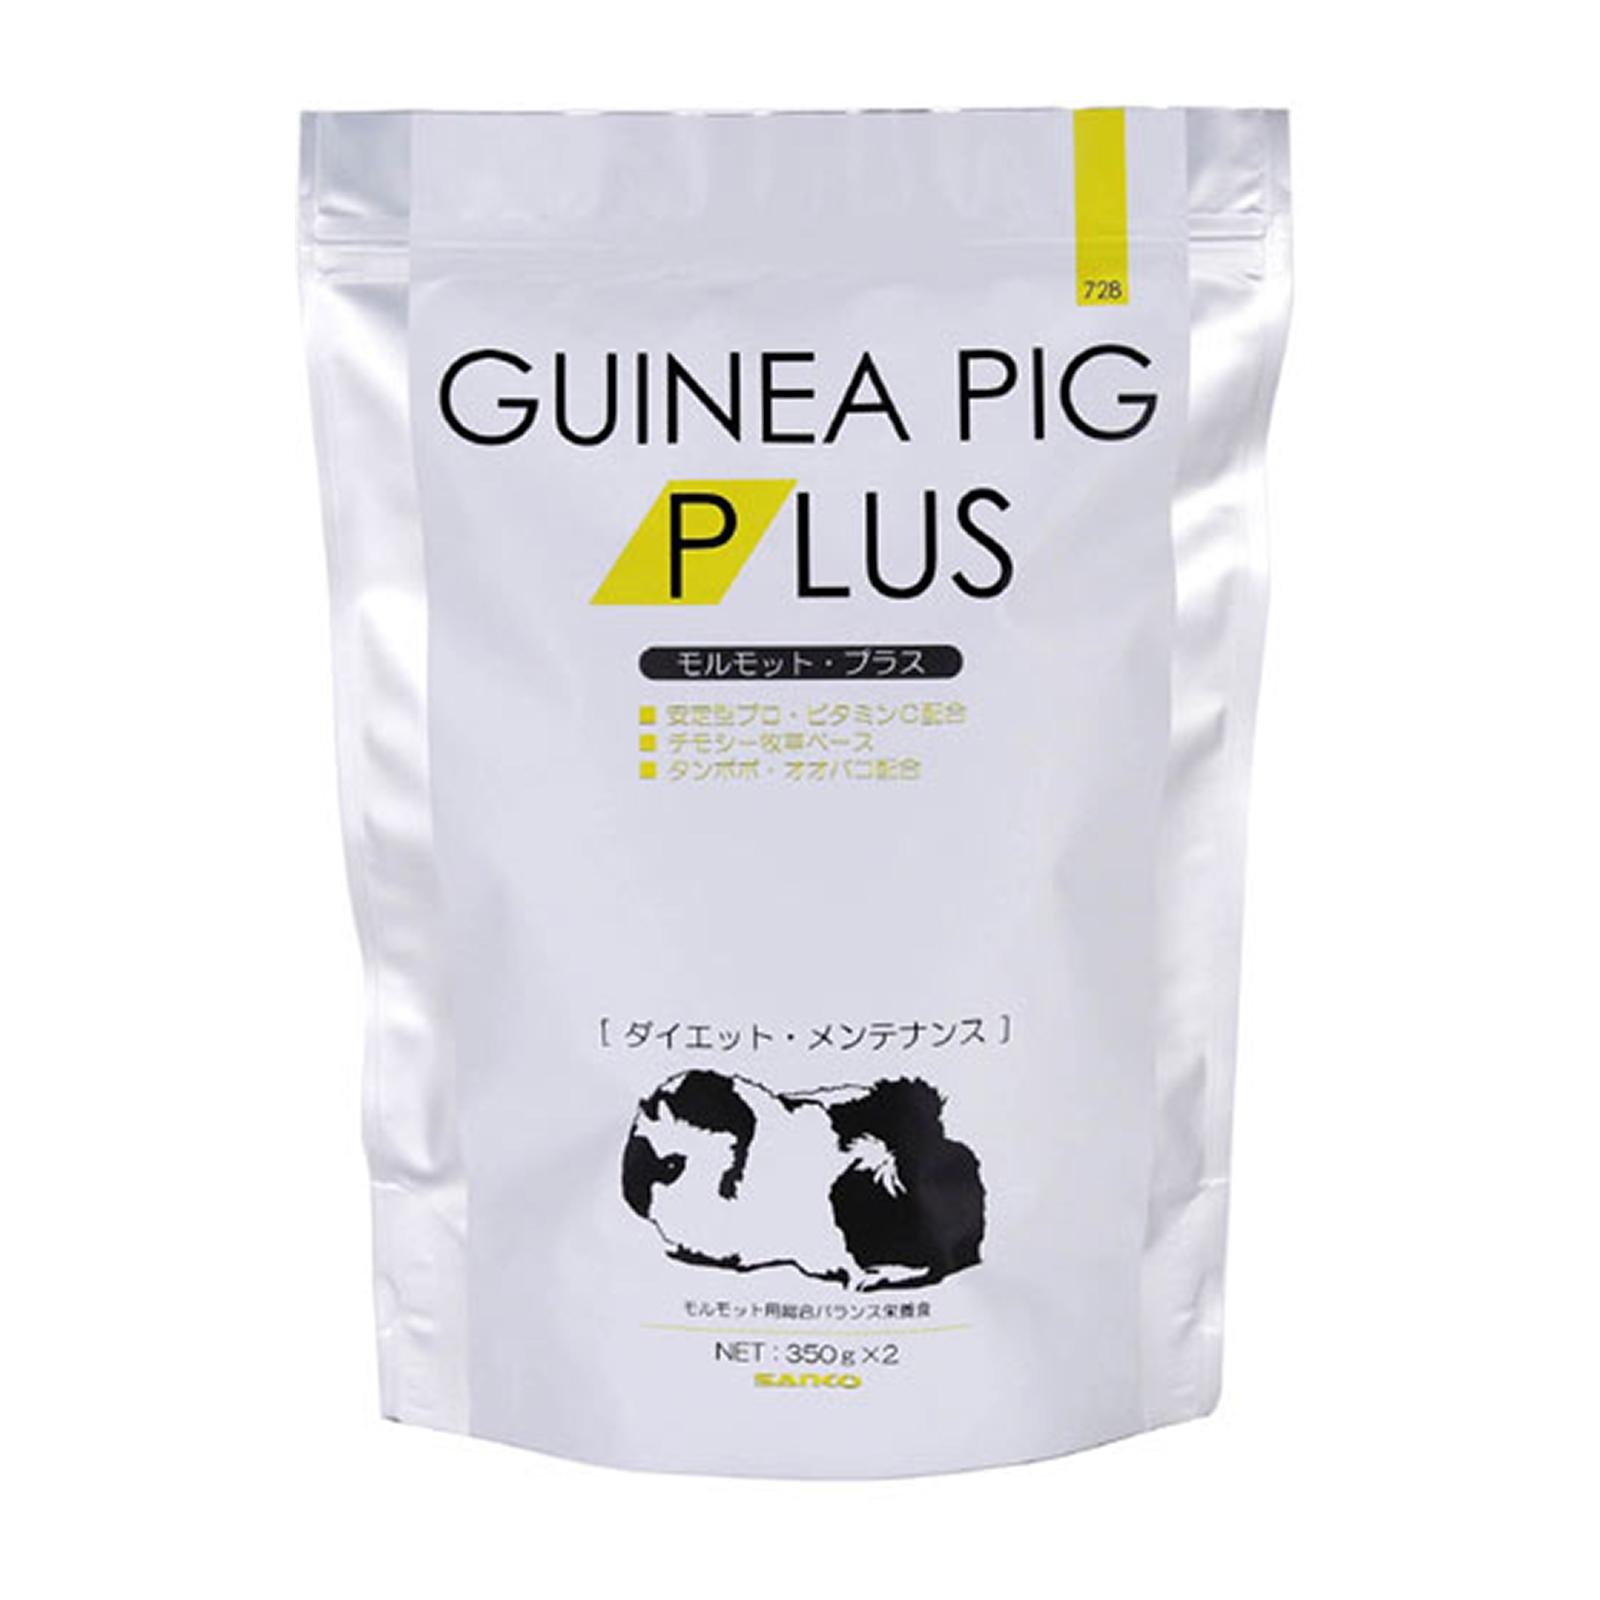 728
GUINEA PIG
PLUS
モルモット・プラス
■ 安定型プロ・ビタミンC配合
■ チモシー牧草ベース
■ タンポポ・オオバコ配合
[ ダイエット・メンテナンス ]
モルモット用総合バランス栄養食
NET : 350g×2
SANKO